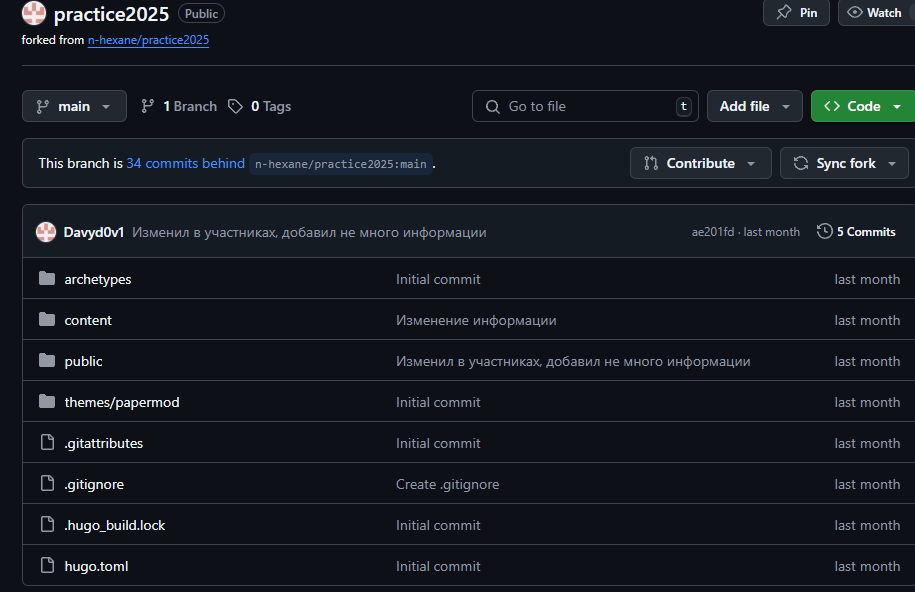 practice2025 Public Pin Watch
forked from n-hexane/practice2025
main 1 Branch 0 Tags Go to file t Add file Code
This branch is 34 commits behind n-hexane/practice2025:main . Contribute Sync fork
Davyd0v1 Изменил в участниках, добавил не много информации ae201fd · last month 5 Commits
archetypes Initial commit last month
content Изменение информации last month
public Изменил в участниках, добавил не много информации last month
themes/papermod Initial commit last month
.gitattributes Initial commit last month
.gitignore Create .gitignore last month
.hugo_build.lock Initial commit last month
hugo.toml Initial commit last month